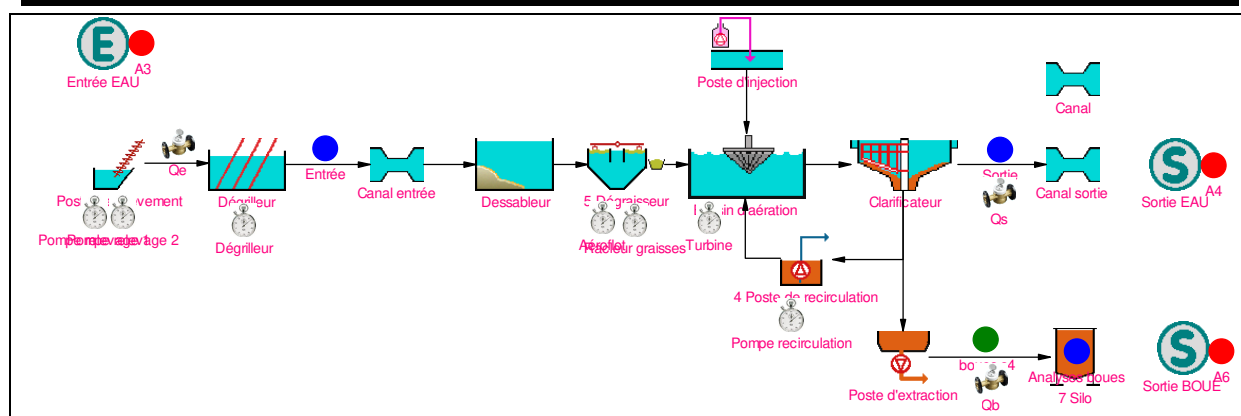 E
A3
Entrée EAU
Poste d'injection
Canal
Qe
Entrée
Sortie
S
A4
Canal entrée
Canal sortie
Dégrilleur
Dessableur
5 Dégraisseur
Clarificateur
d'aération
Sortie EAU
Qs
Dégrilleur
Aéroflot
Racleur graisses
Turbine
4 Poste de recirculation
Pompe recirculation
Poste d'extraction
Qb
Analyses boues
7 Silo
S
A6
Sortie BOUE